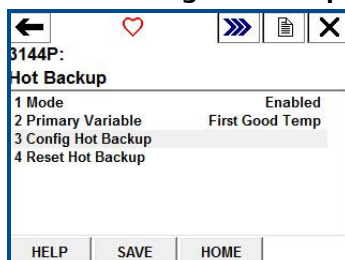 3144P:
Hot Backup
1 Mode Enabled
2 Primary Variable First Good Temp
3 Config Hot Backup
4 Reset Hot Backup
HELP SAVE HOME